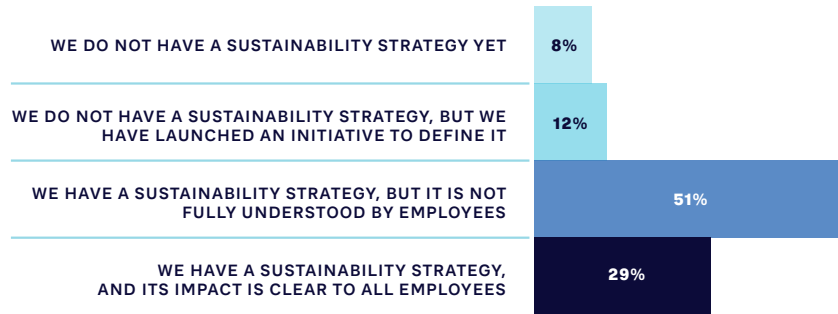 WE DO NOT HAVE A SUSTAINABILITY STRATEGY YET
8%
WE DO NOT HAVE A SUSTAINABILITY STRATEGY, BUT WE
HAVE LAUNCHED AN INITIATIVE TO DEFINE IT
12%
WE HAVE A SUSTAINABILITY STRATEGY, BUT IT IS NOT
FULLY UNDERSTOOD BY EMPLOYEES
51%
WE HAVE A SUSTAINABILITY STRATEGY,
AND ITS IMPACT IS CLEAR TO ALL EMPLOYEES
29%